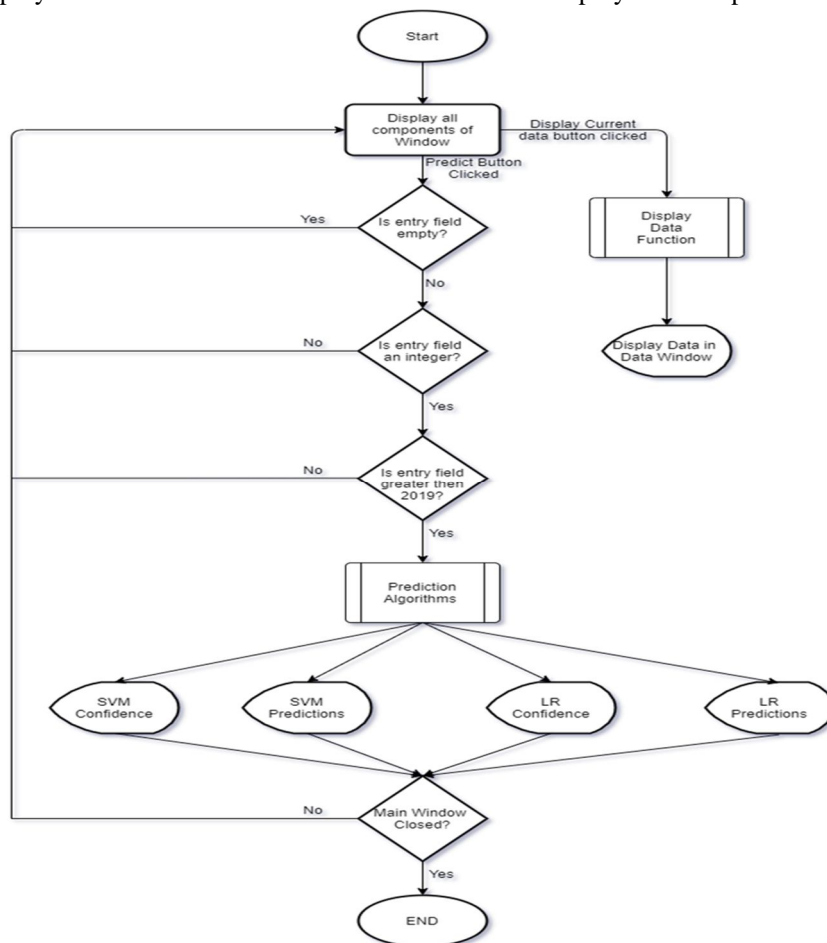 Start
Display all
components of
Window
Display Current
data button clicked
Predict Button
Clicked
Is entry field
empty?
Yes
No
Display
Data
Function
Is entry field
an integer?
No
Yes
Display Data in
Data Window
Is entry field
greater then
2019?
No
Yes
Prediction
Algorithms
SVM
Confidence
SVM
Predictions
LR
Confidence
LR
Predictions
Main Window
Closed?
No
Yes
END